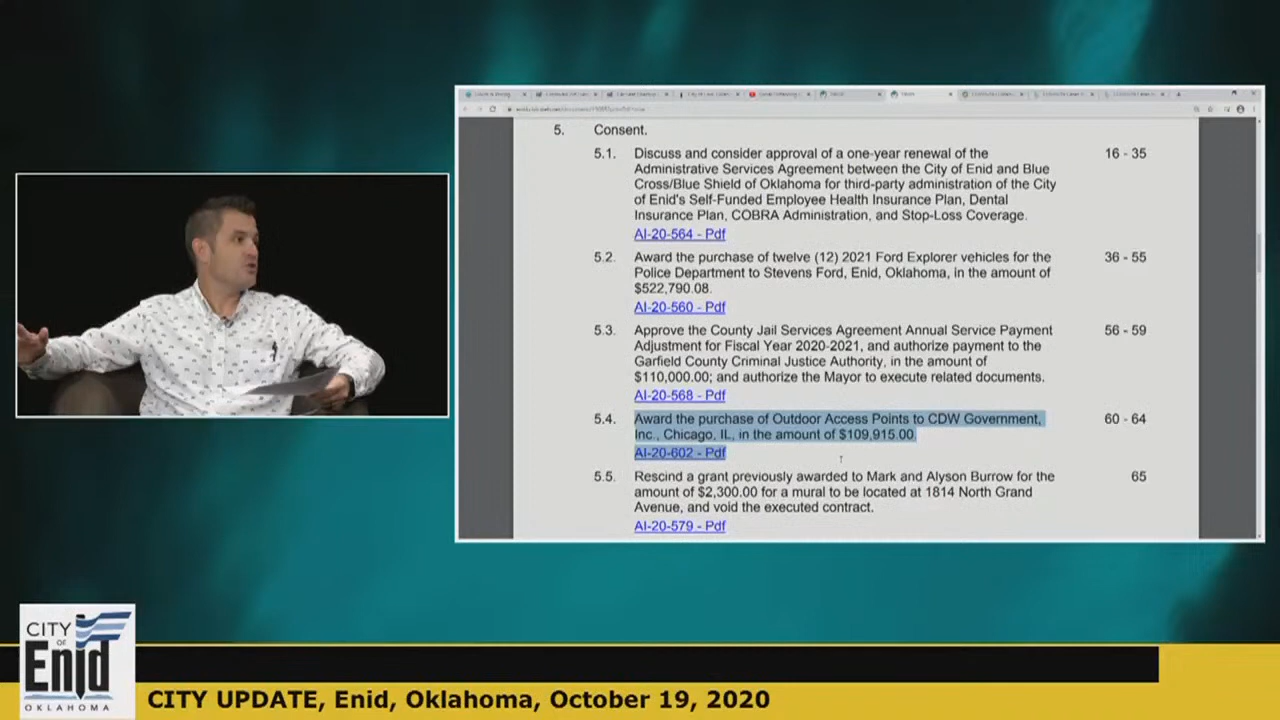 5. Consent.
5.1. Discuss and consider approval of a one-year renewal of the 16 - 35
Administrative Services Agreement between the City of Enid and Blue
Cross/Blue Shield of Oklahoma for third-party administration of the City
of Enid's Self-Funded Employee Health Insurance Plan, Dental
Insurance Plan, COBRA Administration, and Stop-Loss Coverage.
AI-20-564 - Pdf
5.2. Award the purchase of twelve (12) 2021 Ford Explorer vehicles for the 36 - 55
Police Department to Stevens Ford, Enid, Oklahoma, in the amount of
$522,790.08.
AI-20-560 - Pdf
5.3. Approve the County Jail Services Agreement Annual Service Payment 56 - 59
Adjustment for Fiscal Year 2020-2021, and authorize payment to the
Garfield County Criminal Justice Authority, in the amount of
$110,000.00; and authorize the Mayor to execute related documents.
AI-20-568 - Pdf
5.4. Award the purchase of Outdoor Access Points to CDW Government, 60 - 64
Inc., Chicago, IL, in the amount of $109,915.00.
AI-20-602 - Pdf
5.5. Rescind a grant previously awarded to Mark and Alyson Burrow for the 65
amount of $2,300.00 for a mural to be located at 1814 North Grand
Avenue, and void the executed contract.
AI-20-579 - Pdf
CITY
OF
Enid
OKLAHOMA
CITY UPDATE, Enid, Oklahoma, October 19, 2020